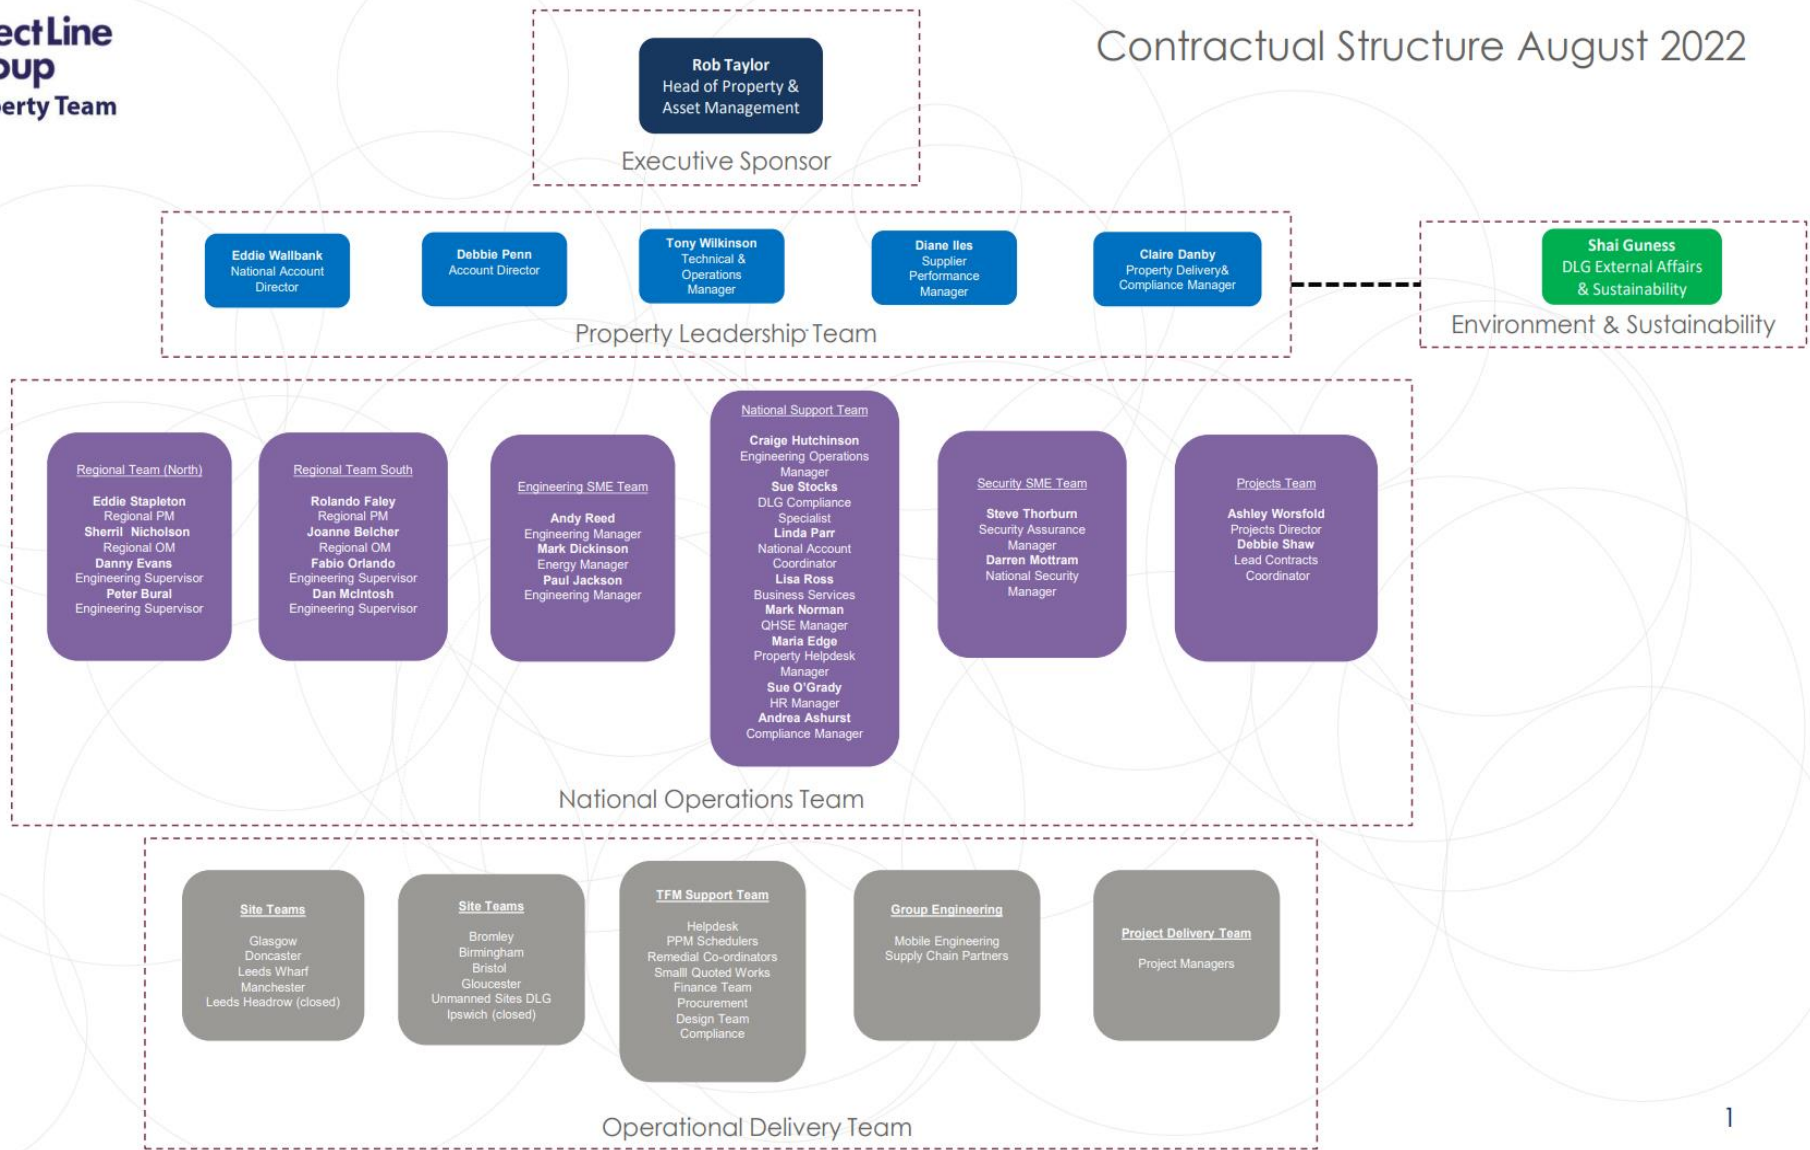 ectLine
oup
erty Team
Contractual Structure August 2022
Rob Taylor
Head of Property &
Asset Management
Executive Sponsor
Eddie Wallbank
National Account
Director
Debbie Penn
Account Director
Tony Wilkinson
Technical &
Operations
Manager
Diane Iles
Supplier
Performance
Manager
Claire Danby
Property Delivery&
Compliance Manager
Property Leadership Team
Shai Guness
DLG External Affairs
& Sustainability
Environment & Sustainability
Regional Team (North)
Eddie Stapleton
Regional PM
Sherril Nicholson
Regional OM
Danny Evans
Engineering Supervisor
Peter Bural
Engineering Supervisor
Regional Team South
Rolando Faley
Regional PM
Joanne Belcher
Regional OM
Fabio Orlando
Engineering Supervisor
Dan McIntosh
Engineering Supervisor
Engineering SME Team
Andy Reed
Engineering Manager
Mark Dickinson
Energy Manager
Paul Jackson
Engineering Manager
National Support Team
Craige Hutchinson
Engineering Operations
Manager
Sue Stocks
DLG Compliance
Specialist
Linda Parr
National Account
Coordinator
Lisa Ross
Business Services
Mark Norman
QHSE Manager
Maria Edge
Property Helpdesk
Manager
Sue O'Grady
HR Manager
Andrea Ashurst
Compliance Manager
Security SME Team
Steve Thorburn
Security Assurance
Manager
Darren Mottram
National Security
Manager
Projects Team
Ashley Worsfold
Projects Director
Debbie Shaw
Lead Contracts
Coordinator
National Operations Team
Site Teams
Glasgow
Doncaster
Leeds Wharf
Manchester
Leeds Headrow (closed)
Site Teams
Bromley
Birmingham
Bristol
Gloucester
Unmanned Sites DLG
Ipswich (closed)
TFM Support Team
Helpdesk
PPM Schedulers
Remedial Co-ordinators
Smalll Quoted Works
Finance Team
Procurement
Design Team
Compliance
Group Engineering
Mobile Engineering
Supply Chain Partners
Project Delivery Team
Project Managers
Operational Delivery Team
1